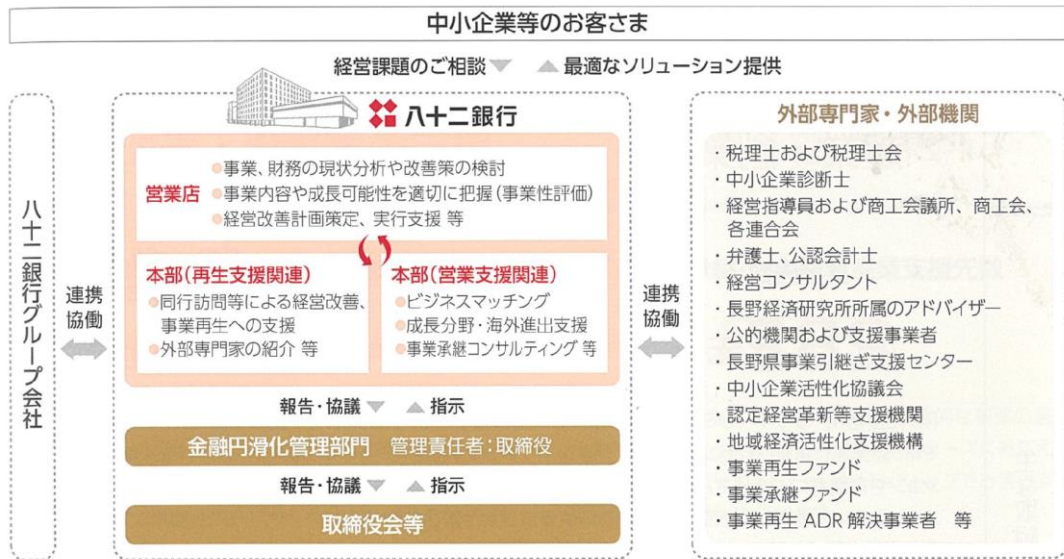 中小企業等のお客さま
経営課題のご相談▼ ▲最適なソリューション提供
八十二銀行グループ会社
連携
協働
八十二銀行
営業店
●事業、財務の現状分析や改善策の検討
●事業内容や成長可能性を適切に把握(事業性評価)
●経営改善計画策定、実行支援 等
本部(再生支援関連)
●同行訪問等による経営改善、
事業再生への支援
●外部専門家の紹介 等
本部(営業支援関連)
●ビジネスマッチング
●成長分野・海外進出支援
●事業承継コンサルティング 等
報告・協議▼ ▲指示
金融円滑化管理部門 管理責任者:取締役
報告・協議▼ ▲指示
取締役会等
連携
協働
外部専門家・外部機関
・税理士および税理士会
・中小企業診断士
・経営指導員および商工会議所、商工会、
各連合会
・弁護士、公認会計士
・経営コンサルタント
・長野経済研究所所属のアドバイザー
・公的機関および支援事業者
・長野県事業引継ぎ支援センター
・中小企業活性化協議会
・認定経営革新等支援機関
・地域経済活性化支援機構
・事業再生ファンド
・事業承継ファンド
・事業再生 ADR 解決事業者 等